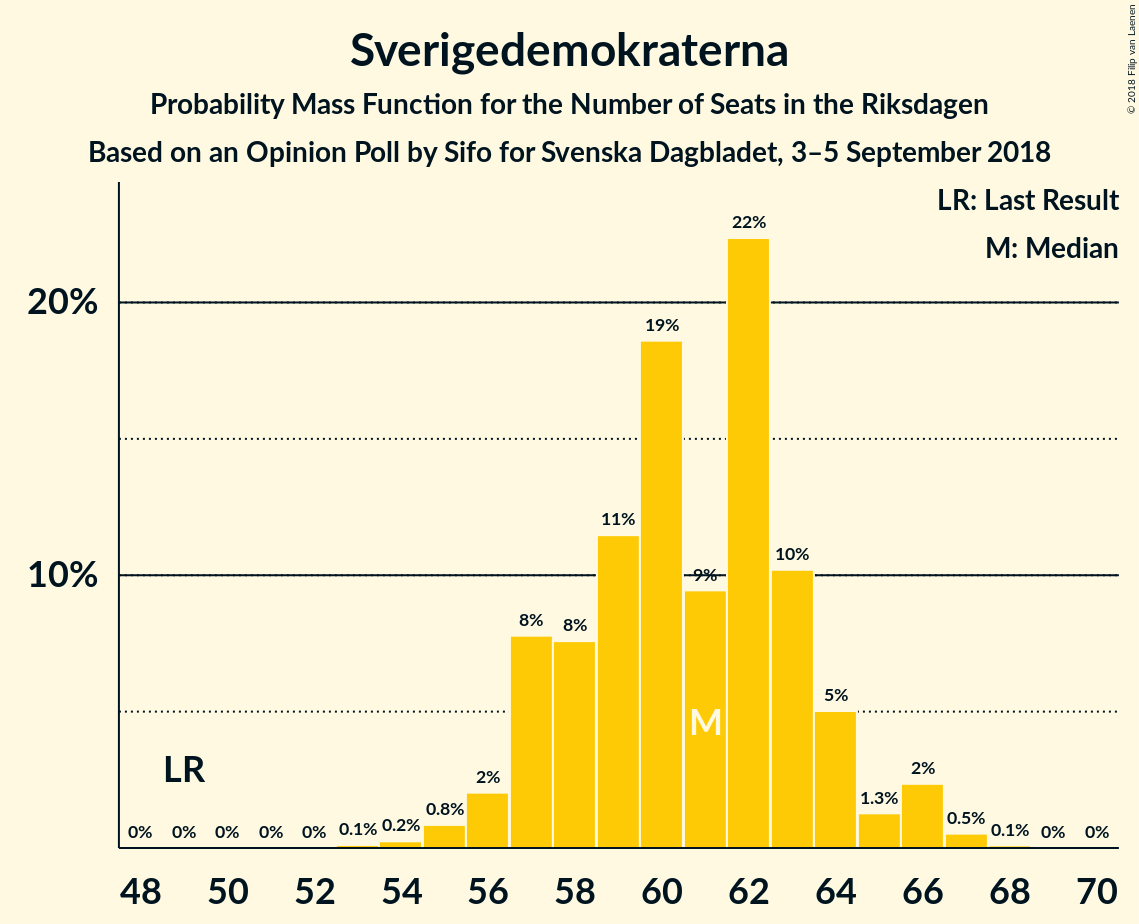 Sverigedemokraterna
Probability Mass Function for the Number of Seats in the Riksdagen
Based on an Opinion Poll by Sifo for Svenska Dagbladet, 3–5 September 2018
© 2018 Filip van Laenen
LR: Last Result
M: Median
20%
10%
22%
19%
11%
10%
9%
8%
8%
5%
M
LR
0%
0%
0%
0%
0%
0.1%
0.2%
0.8%
2%
1.3%
2%
0.5%
0.1%
0%
0%
48 50 52 54 56 58 60 62 64 66 68 70